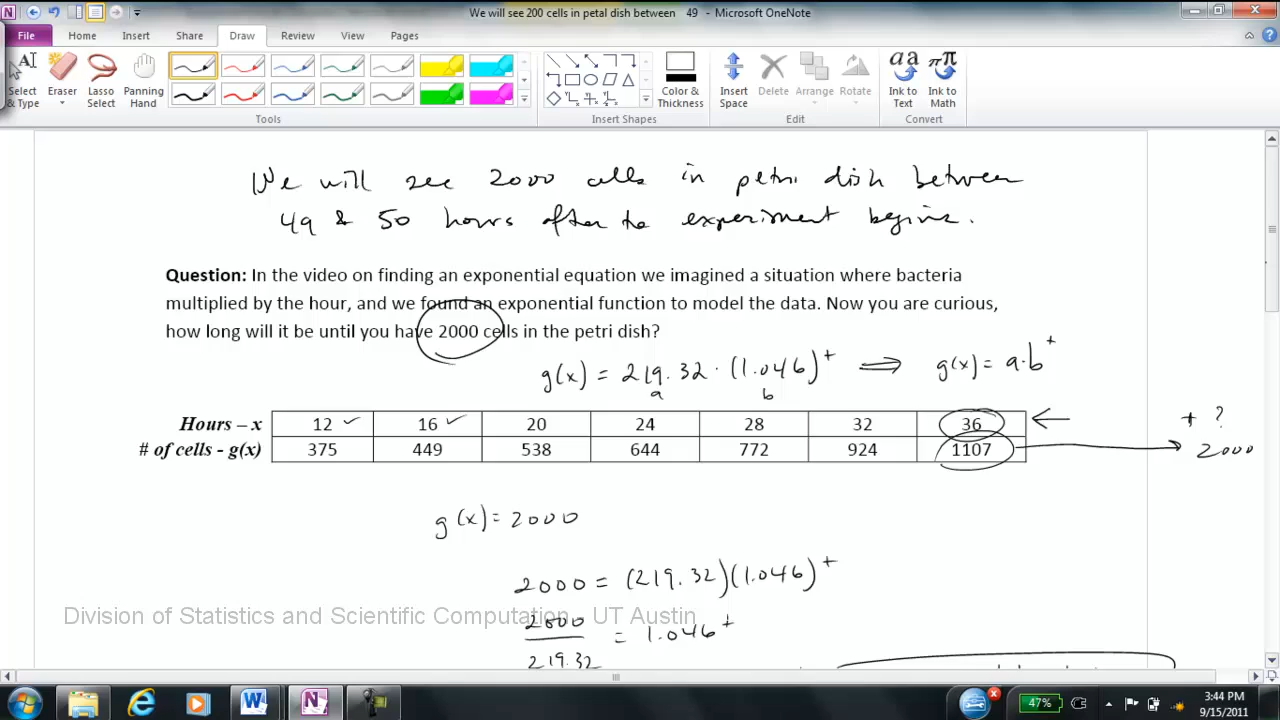 We will see 200 cells in petal dish between 49 - Microsoft OneNote
File Home Insert Share Draw Review View Pages
Select & Type
Eraser
Lasso Select
Panning Hand
Color & Thickness
Insert Space
Delete
Arrange
Rotate
Ink to Text
Ink to Math
Tools
Insert Shapes
Edit
Convert
We will see 2000 cells in petri dish between
49 & 50 hours after te experiment begins.
Question: In the video on finding an exponential equation we imagined a situation where bacteria
multiplied by the hour, and we found an exponential function to model the data. Now you are curious,
how long will it be until you have 2000 cells in the petri dish?
g(x) = 219.32 · (1.046)^t ⟹ g(x) = a·b^t
a b
Hours – x 12 ✓ 16 ✓ 20 24 28 32 36 ← t ?
# of cells - g(x) 375 449 538 644 772 924 1107 → 2000
g(x) = 2000
2000 = (219.32)(1.046)^t
Division of Statistics and Scientific Computation - UT Austin
2000
= 1.046^t
219.32
47%
3:44 PM
9/15/2011